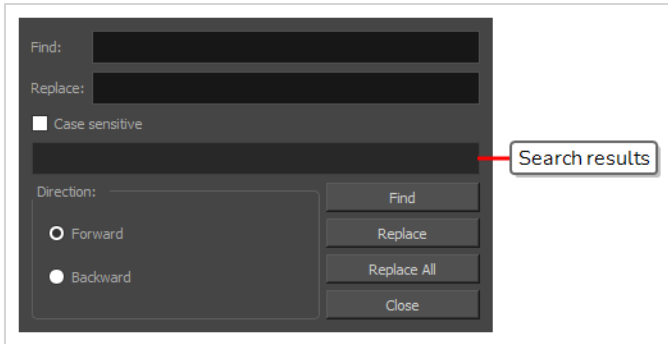 Find:
Replace:
Case sensitive
Search results
Direction:
Forward
Backward
Find
Replace
Replace All
Close